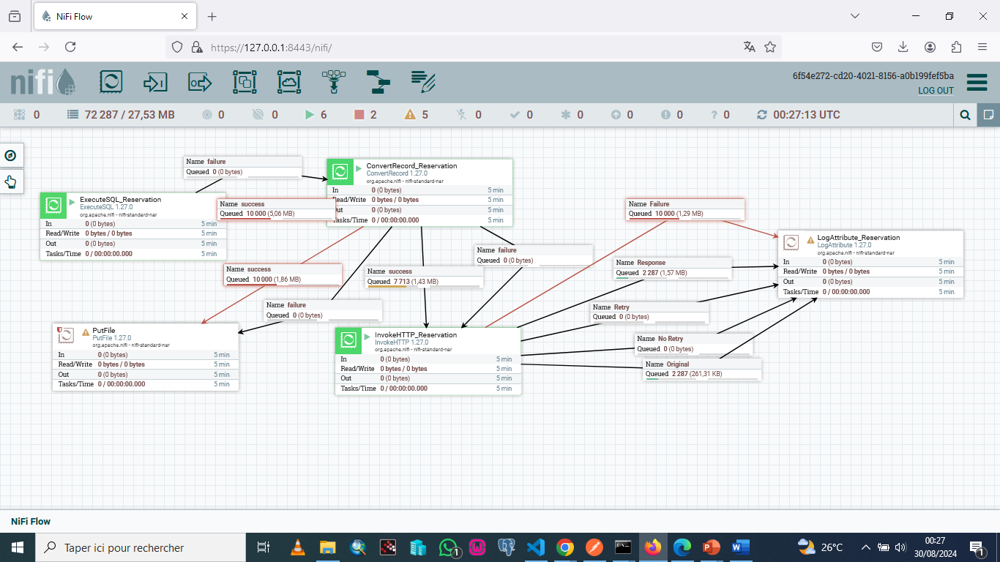 NiFi Flow
https://127.0.0.1:8443/nifi/
nifi
6f54e272-cd20-4021-8156-a0b199fef5ba
LOG OUT
0
72 287 / 27,53 MB
0
0
6
2
5
0
0
0
0
0
0
00:27:13 UTC
Name failure
Queued 0 (0 bytes)
ConvertRecord_Reservation
ConvertRecord 1.27.0
org.apache.nifi - nifi-standard-nar
In 0 (0 bytes) 5 min
Read/Write 0 bytes / 0 bytes 5 min
Out 0 (0 bytes) 5 min
Tasks/Time 0 / 00:00:00.000 5 min
ExecuteSQL_Reservation
ExecuteSQL 1.27.0
org.apache.nifi - nifi-standard-nar
In 0 (0 bytes) 5 min
Read/Write 0 bytes / 0 bytes 5 min
Out 0 (0 bytes) 5 min
Tasks/Time 0 / 00:00:00.000 5 min
Name success
Queued 10 000 (5,06 MB)
Name Failure
Queued 10 000 (1,29 MB)
LogAttribute_Reservation
LogAttribute 1.27.0
org.apache.nifi - nifi-standard-nar
In 0 (0 bytes) 5 min
Read/Write 0 bytes / 0 bytes 5 min
Out 0 (0 bytes) 5 min
Tasks/Time 0 / 00:00:00.000 5 min
Name failure
Queued 0 (0 bytes)
Name Response
Queued 2 287 (1,57 MB)
Name success
Queued 10 000 (1,86 MB)
Name success
Queued 7 713 (1,43 MB)
Name failure
Queued 0 (0 bytes)
Name Retry
Queued 0 (0 bytes)
PutFile
PutFile 1.27.0
org.apache.nifi - nifi-standard-nar
In 0 (0 bytes) 5 min
Read/Write 0 bytes / 0 bytes 5 min
Out 0 (0 bytes) 5 min
Tasks/Time 0 / 00:00:00.000 5 min
InvokeHTTP_Reservation
InvokeHTTP 1.27.0
org.apache.nifi - nifi-standard-nar
In 0 (0 bytes) 5 min
Read/Write 0 bytes / 0 bytes 5 min
Out 0 (0 bytes) 5 min
Tasks/Time 0 / 00:00:00.000 5 min
Name No Retry
Queued 0 (0 bytes)
Name Original
Queued 2 287 (261,31 KB)
NiFi Flow
Taper ici pour rechercher
1
26°C
00:27
30/08/2024
1